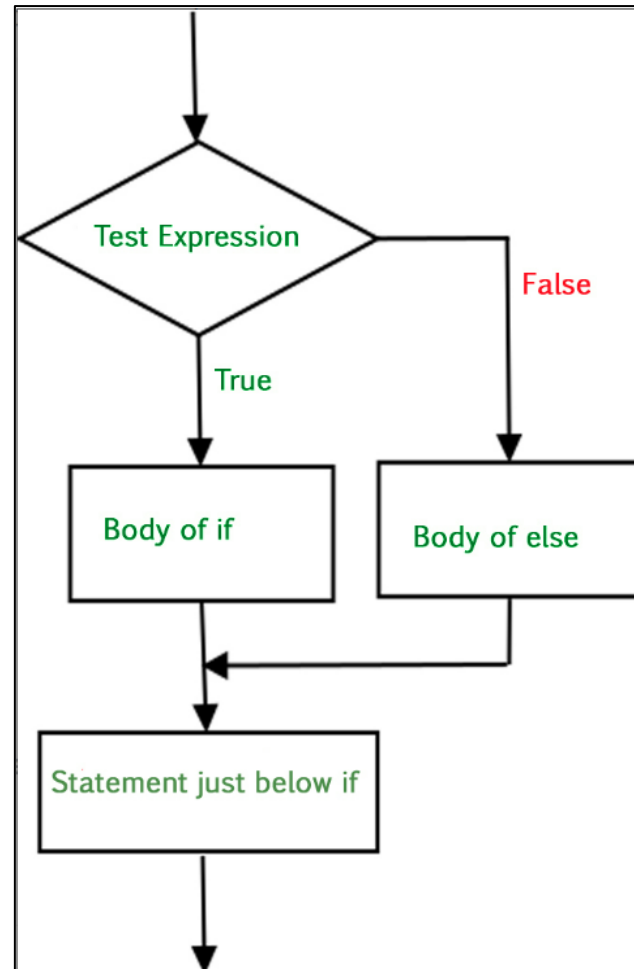 Test Expression
False
True
Body of if
Body of else
Statement just below if